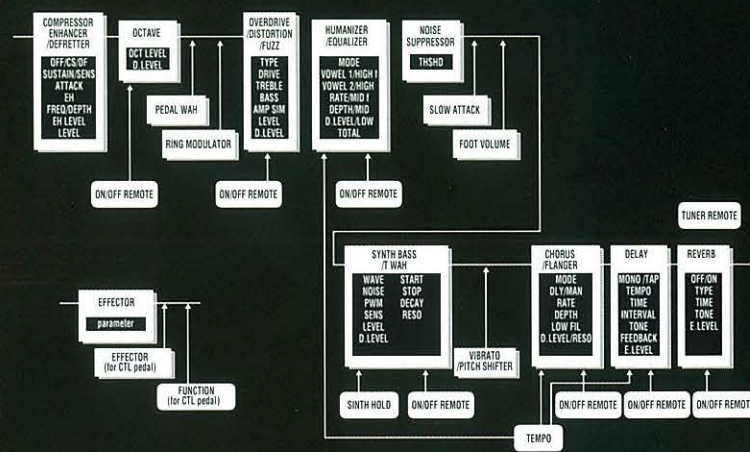 COMPRESSOR
ENHANCER
/DEFRETTER
OFF/CS/DF
SUSTAIN/SENS
ATTACK
EH
FREQ/DEPTH
EH LEVEL
LEVEL
OCTAVE
OCT LEVEL
D.LEVEL
PEDAL WAH
RING MODULATOR
ON/OFF REMOTE
OVERDRIVE
/DISTORTION
/FUZZ
TYPE
DRIVE
TREBLE
BASS
AMP SIM
LEVEL
D.LEVEL
ON/OFF REMOTE
HUMANIZER
/EQUALIZER
MODE
VOWEL 1/HIGH I
VOWEL 2/HIGH
RATE/MID I
DEPTH/MID
D.LEVEL/LOW
TOTAL
ON/OFF REMOTE
NOISE
SUPPRESSOR
THSHD
SLOW ATTACK
FOOT VOLUME
TUNER REMOTE
EFFECTOR
parameter
EFFECTOR
(for CTL pedal)
FUNCTION
(for CTL pedal)
SYNTH BASS
/T WAH
WAVE START
NOISE STOP
PWM DECAY
SENS RESO
LEVEL
D.LEVEL
SINTH HOLD
ON/OFF REMOTE
VIBRATO
/PITCH SHIFTER
CHORUS
/FLANGER
MODE
DLY/MAN
RATE
DEPTH
LOW FIL
D.LEVEL/RESO
ON/OFF REMOTE
DELAY
MONO/TAP
TEMPO
TIME
INTERVAL
TONE
FEEDBACK
E.LEVEL
ON/OFF REMOTE
REVERB
OFF/ON
TYPE
TIME
TONE
E.LEVEL
ON/OFF REMOT
TEMPO